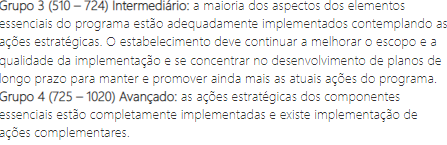 Grupo 3 (510 – 724) Intermediário: a maioria dos aspectos dos elementos
essenciais do programa estão adequadamente implementados contemplando as
ações estratégicas. O estabelecimento deve continuar a melhorar o escopo e a
qualidade da implementação e se concentrar no desenvolvimento de planos de
longo prazo para manter e promover ainda mais as atuais ações do programa.
Grupo 4 (725 – 1020) Avançado: as ações estratégicas dos componentes
essenciais estão completamente implementadas e existe implementação de
ações complementares.